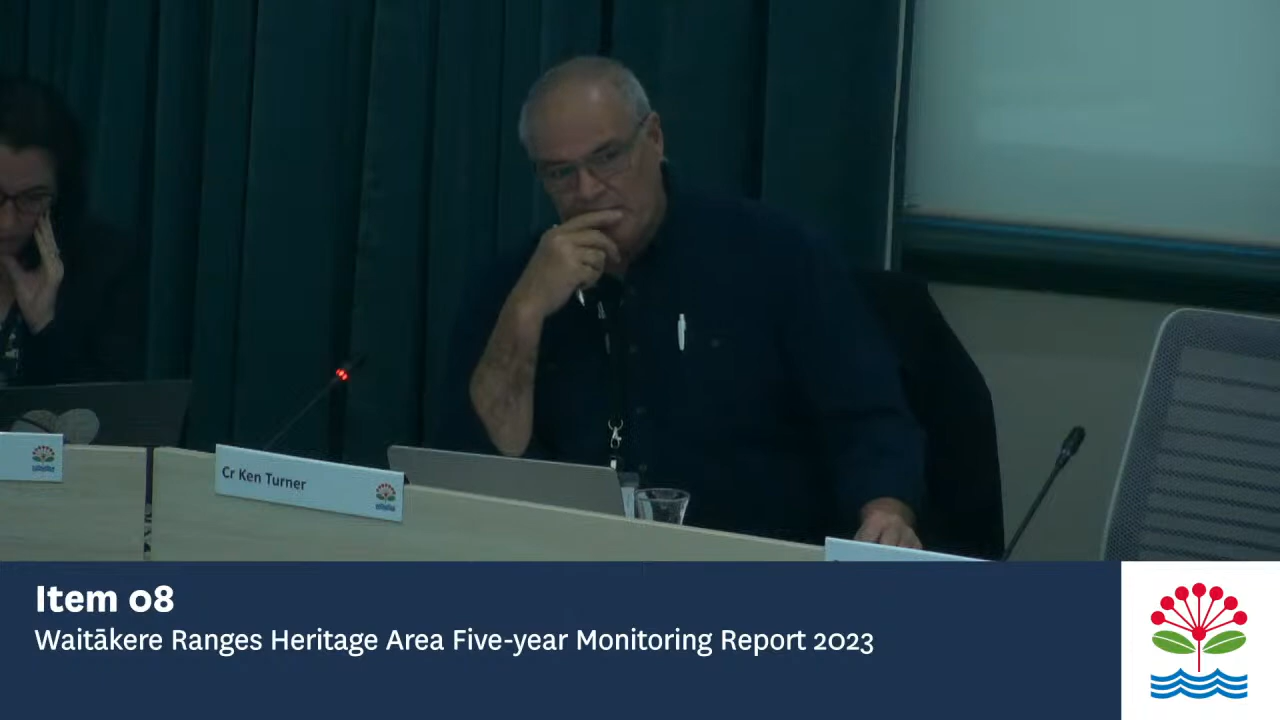 Cr Ken Turner
Item 08
Waitākere Ranges Heritage Area Five-year Monitoring Report 2023